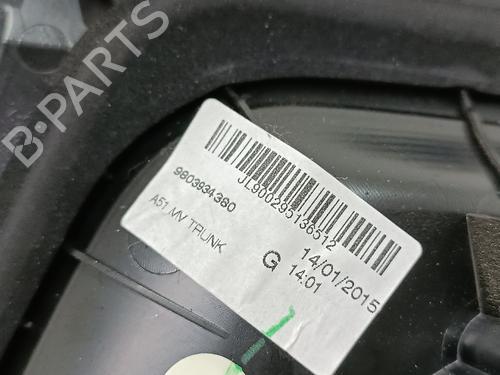 B-PARTS
JL900295136512
9803934380
A51 MV TRUNK
G
14/01/2015
14:01